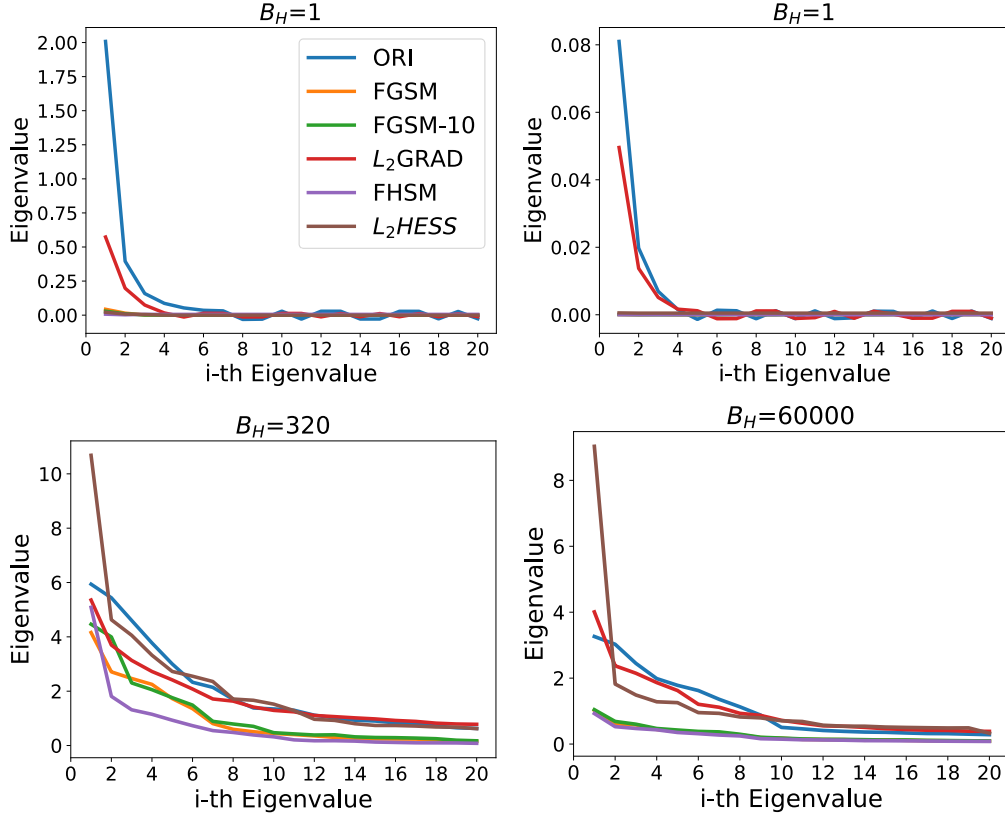 B_H=1
2.00
1.75
1.50
1.25
1.00
0.75
0.50
0.25
0.00
Eigenvalue
ORI
FGSM
FGSM-10
L_2GRAD
FHSM
L_2HESS
0 2 4 6 8 10 12 14 16 18 20
i-th Eigenvalue
B_H=1
0.08
0.06
0.04
0.02
0.00
Eigenvalue
0 2 4 6 8 10 12 14 16 18 20
i-th Eigenvalue
B_H=320
10
8
6
4
2
0
Eigenvalue
0 2 4 6 8 10 12 14 16 18 20
i-th Eigenvalue
B_H=60000
8
6
4
2
0
Eigenvalue
0 2 4 6 8 10 12 14 16 18 20
i-th Eigenvalue